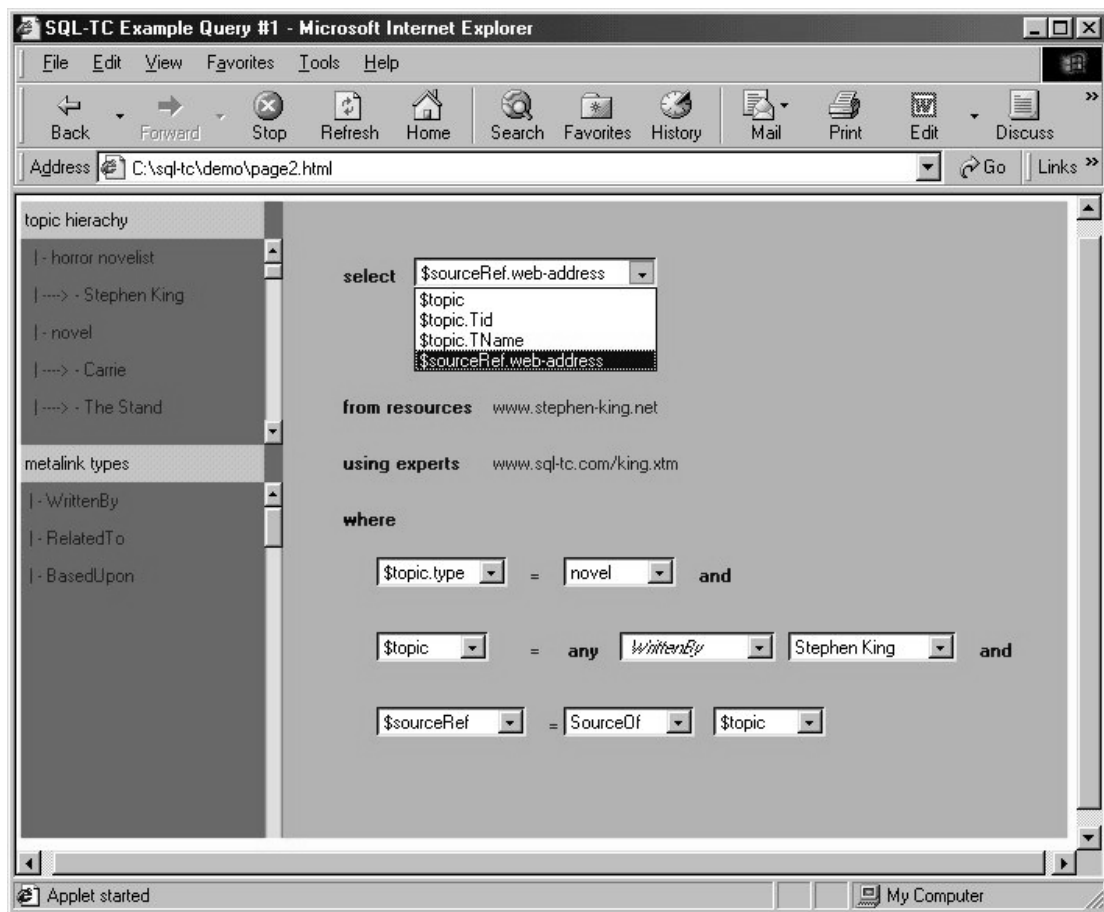 SQL-TC Example Query #1 - Microsoft Internet Explorer
File Edit View Favorites Tools Help
Back Forward Stop Refresh Home Search Favorites History Mail Print Edit Discuss »
Address C:\sql-tc\demo\page2.html Go Links »
topic hierachy
|- horror novelist
|----> - Stephen King
|- novel
|----> - Carrie
|----> - The Stand
metalink types
|- WrittenBy
|- RelatedTo
|- BasedUpon
select $sourceRef.web-address
$topic
$topic.Tid
$topic.TName
$sourceRef.web-address
from resources www.stephen-king.net
using experts www.sql-tc.com/king.xtm
where
$topic.type = novel and
$topic = any WrittenBy Stephen King and
$sourceRef = SourceOf $topic
Applet started My Computer